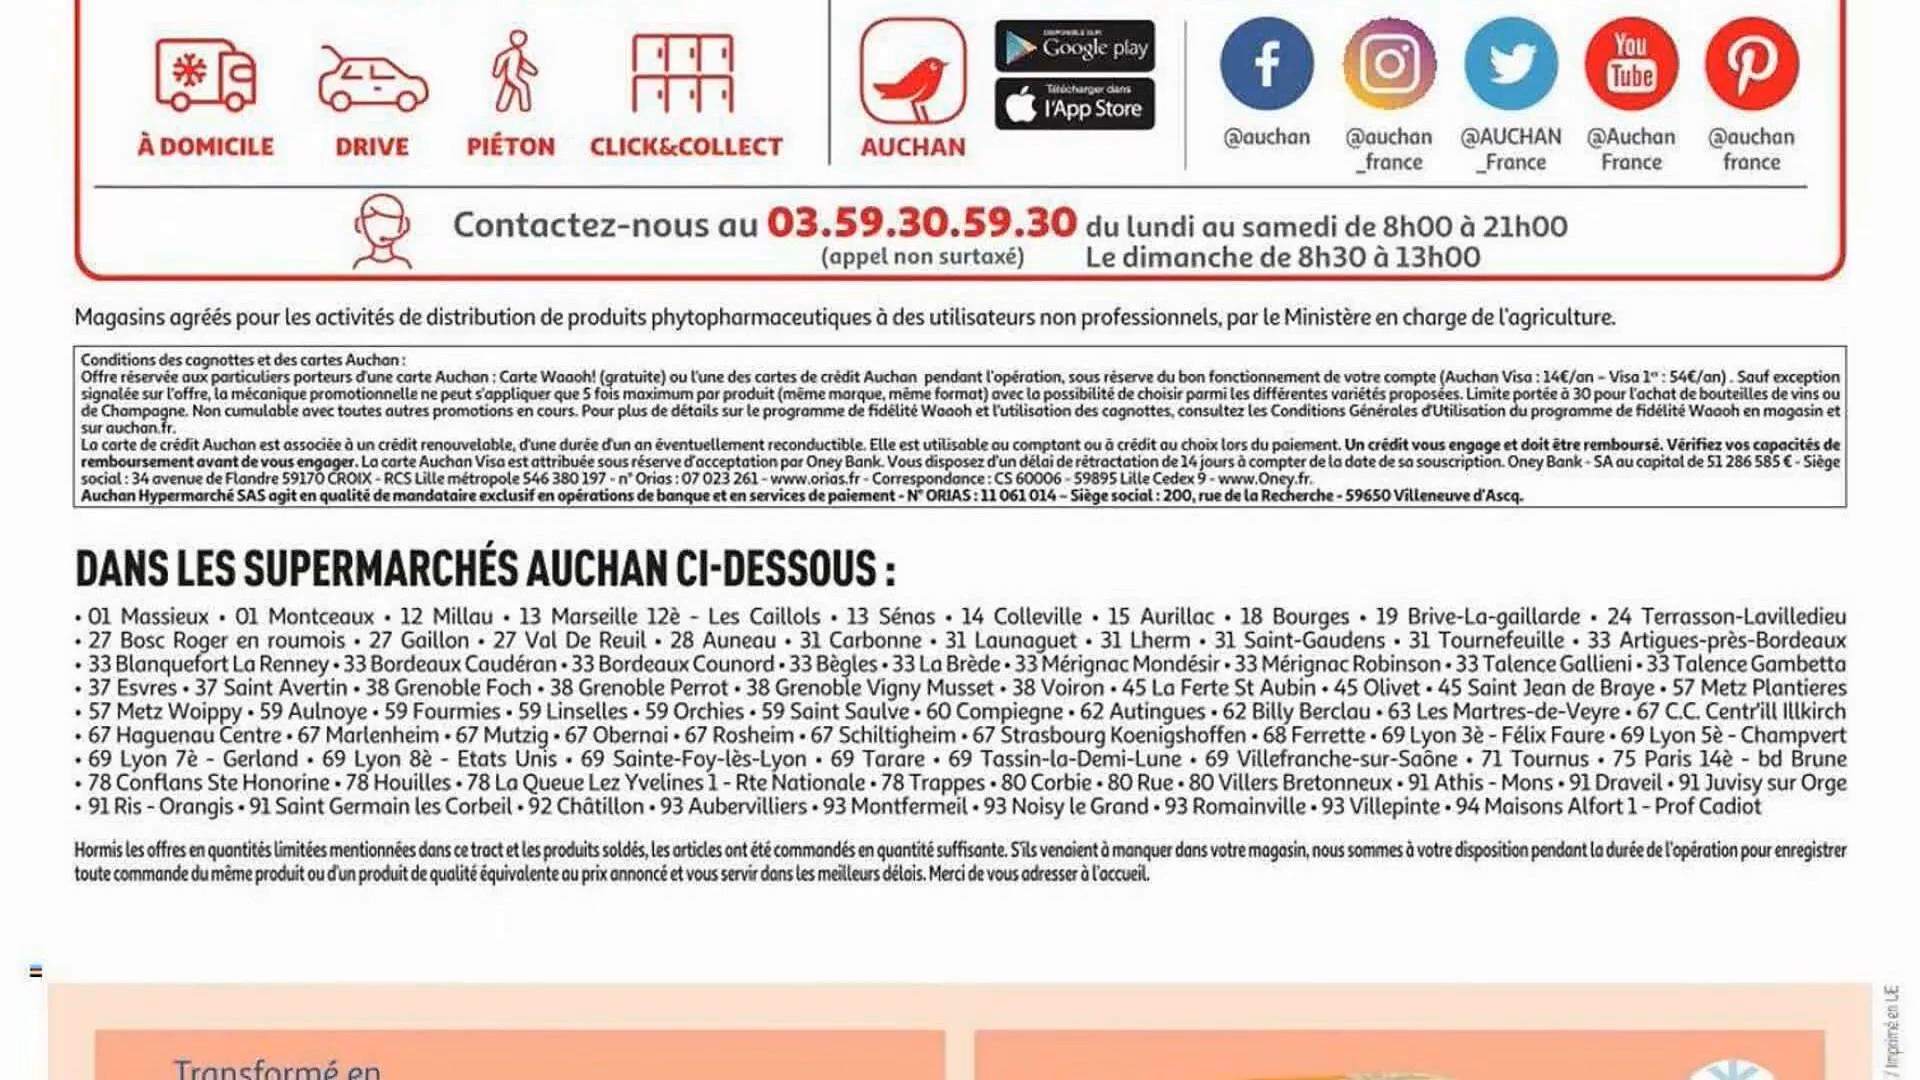 DISPONIBLE SUR
Google play
Télécharger dans
l'App Store
You
Tube
À DOMICILE DRIVE PIÉTON CLICK&COLLECT AUCHAN
@auchan @auchan _france @AUCHAN _France @Auchan France @auchan france
Contactez-nous au 03.59.30.59.30 du lundi au samedi de 8h00 à 21h00
(appel non surtaxé) Le dimanche de 8h30 à 13h00
Magasins agréés pour les activités de distribution de produits phytopharmaceutiques à des utilisateurs non professionnels, par le Ministère en charge de l'agriculture.
Conditions des cagnottes et des cartes Auchan :
Offre réservée aux particuliers porteurs d'une carte Auchan : Carte Waaoh! (gratuite) ou l'une des cartes de crédit Auchan pendant l'opération, sous réserve du bon fonctionnement de votre compte (Auchan Visa : 14€/an – Visa 1er : 54€/an) . Sauf exception
signalée sur l'offre, la mécanique promotionnelle ne peut s'appliquer que 5 fois maximum par produit (même marque, même format) avec la possibilité de choisir parmi les différentes variétés proposées. Limite portée à 30 pour l'achat de bouteilles de vins ou
de Champagne. Non cumulable avec toutes autres promotions en cours. Pour plus de détails sur le programme de fidélité Waaoh et l'utilisation des cagnottes, consultez les Conditions Générales d'Utilisation du programme de fidélité Waaoh en magasin et
sur auchan.fr.
La carte de crédit Auchan est associée à un crédit renouvelable, d'une durée d'un an éventuellement reconductible. Elle est utilisable au comptant ou à crédit au choix lors du paiement. Un crédit vous engage et doit être remboursé. Vérifiez vos capacités de
remboursement avant de vous engager. La carte Auchan Visa est attribuée sous réserve d'acceptation par Oney Bank. Vous disposez d'un délai de rétractation de 14 jours à compter de la date de sa souscription. Oney Bank - SA au capital de 51 286 585 € - Siège
social : 34 avenue de Flandre 59170 CROIX - RCS Lille métropole 546 380 197 - n° Orias : 07 023 261 - www.orias.fr - Correspondance : CS 60006 - 59895 Lille Cedex 9 - www.Oney.fr.
Auchan Hypermarché SAS agit en qualité de mandataire exclusif en opérations de banque et en services de paiement - N° ORIAS : 11 061 014 – Siège social : 200, rue de la Recherche - 59650 Villeneuve d'Ascq.
DANS LES SUPERMARCHÉS AUCHAN CI-DESSOUS :
• 01 Massieux • 01 Montceaux • 12 Millau • 13 Marseille 12è - Les Caillols • 13 Sénas • 14 Colleville • 15 Aurillac • 18 Bourges • 19 Brive-La-gaillarde • 24 Terrasson-Lavilledieu
• 27 Bosc Roger en roumois • 27 Gaillon • 27 Val De Reuil • 28 Auneau • 31 Carbonne • 31 Launaguet • 31 Lherm • 31 Saint-Gaudens • 31 Tournefeuille • 33 Artigues-près-Bordeaux
• 33 Blanquefort La Renney • 33 Bordeaux Caudéran • 33 Bordeaux Counord • 33 Bègles • 33 La Brède • 33 Mérignac Mondésir • 33 Mérignac Robinson • 33 Talence Gallieni • 33 Talence Gambetta
• 37 Esvres • 37 Saint Avertin • 38 Grenoble Foch • 38 Grenoble Perrot • 38 Grenoble Vigny Musset • 38 Voiron • 45 La Ferte St Aubin • 45 Olivet • 45 Saint Jean de Braye • 57 Metz Plantieres
• 57 Metz Woippy • 59 Aulnoye • 59 Fourmies • 59 Linselles • 59 Orchies • 59 Saint Saulve • 60 Compiegne • 62 Autingues • 62 Billy Berclau • 63 Les Martres-de-Veyre • 67 C.C. Centr'ill Illkirch
• 67 Haguenau Centre • 67 Marlenheim • 67 Mutzig • 67 Obernai • 67 Rosheim • 67 Schiltigheim • 67 Strasbourg Koenigshoffen • 68 Ferrette • 69 Lyon 3è - Félix Faure • 69 Lyon 5è - Champvert
• 69 Lyon 7è - Gerland • 69 Lyon 8è - Etats Unis • 69 Sainte-Foy-lès-Lyon • 69 Tarare • 69 Tassin-la-Demi-Lune • 69 Villefranche-sur-Saône • 71 Tournus • 75 Paris 14è - bd Brune
• 78 Conflans Ste Honorine • 78 Houilles • 78 La Queue Lez Yvelines 1 - Rte Nationale • 78 Trappes • 80 Corbie • 80 Rue • 80 Villers Bretonneux • 91 Athis - Mons • 91 Draveil • 91 Juvisy sur Orge
• 91 Ris - Orangis • 91 Saint Germain les Corbeil • 92 Châtillon • 93 Aubervilliers • 93 Montfermeil • 93 Noisy le Grand • 93 Romainville • 93 Villepinte • 94 Maisons Alfort 1 - Prof Cadiot
Hormis les offres en quantités limitées mentionnées dans ce tract et les produits soldés, les articles ont été commandés en quantité suffisante. S'ils venaient à manquer dans votre magasin, nous sommes à votre disposition pendant la durée de l'opération pour enregistrer
toute commande du même produit ou d'un produit de qualité équivalente au prix annoncé et vous servir dans les meilleurs délais. Merci de vous adresser à l'accueil.
/ Imprimé en UE
Transformé en